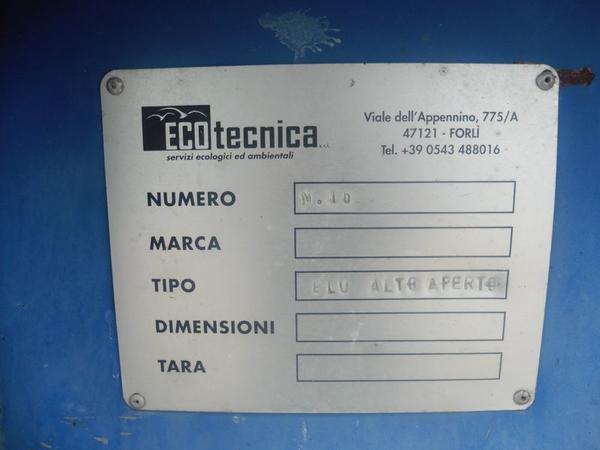 ECOtecnica s.r.l.
servizi ecologici ed ambientali
Viale dell'Appennino, 775/A
47121 - FORLÌ
Tel. +39 0543 488016
NUMERO N.10
MARCA
TIPO BLU ALTO APERTO
DIMENSIONI
TARA